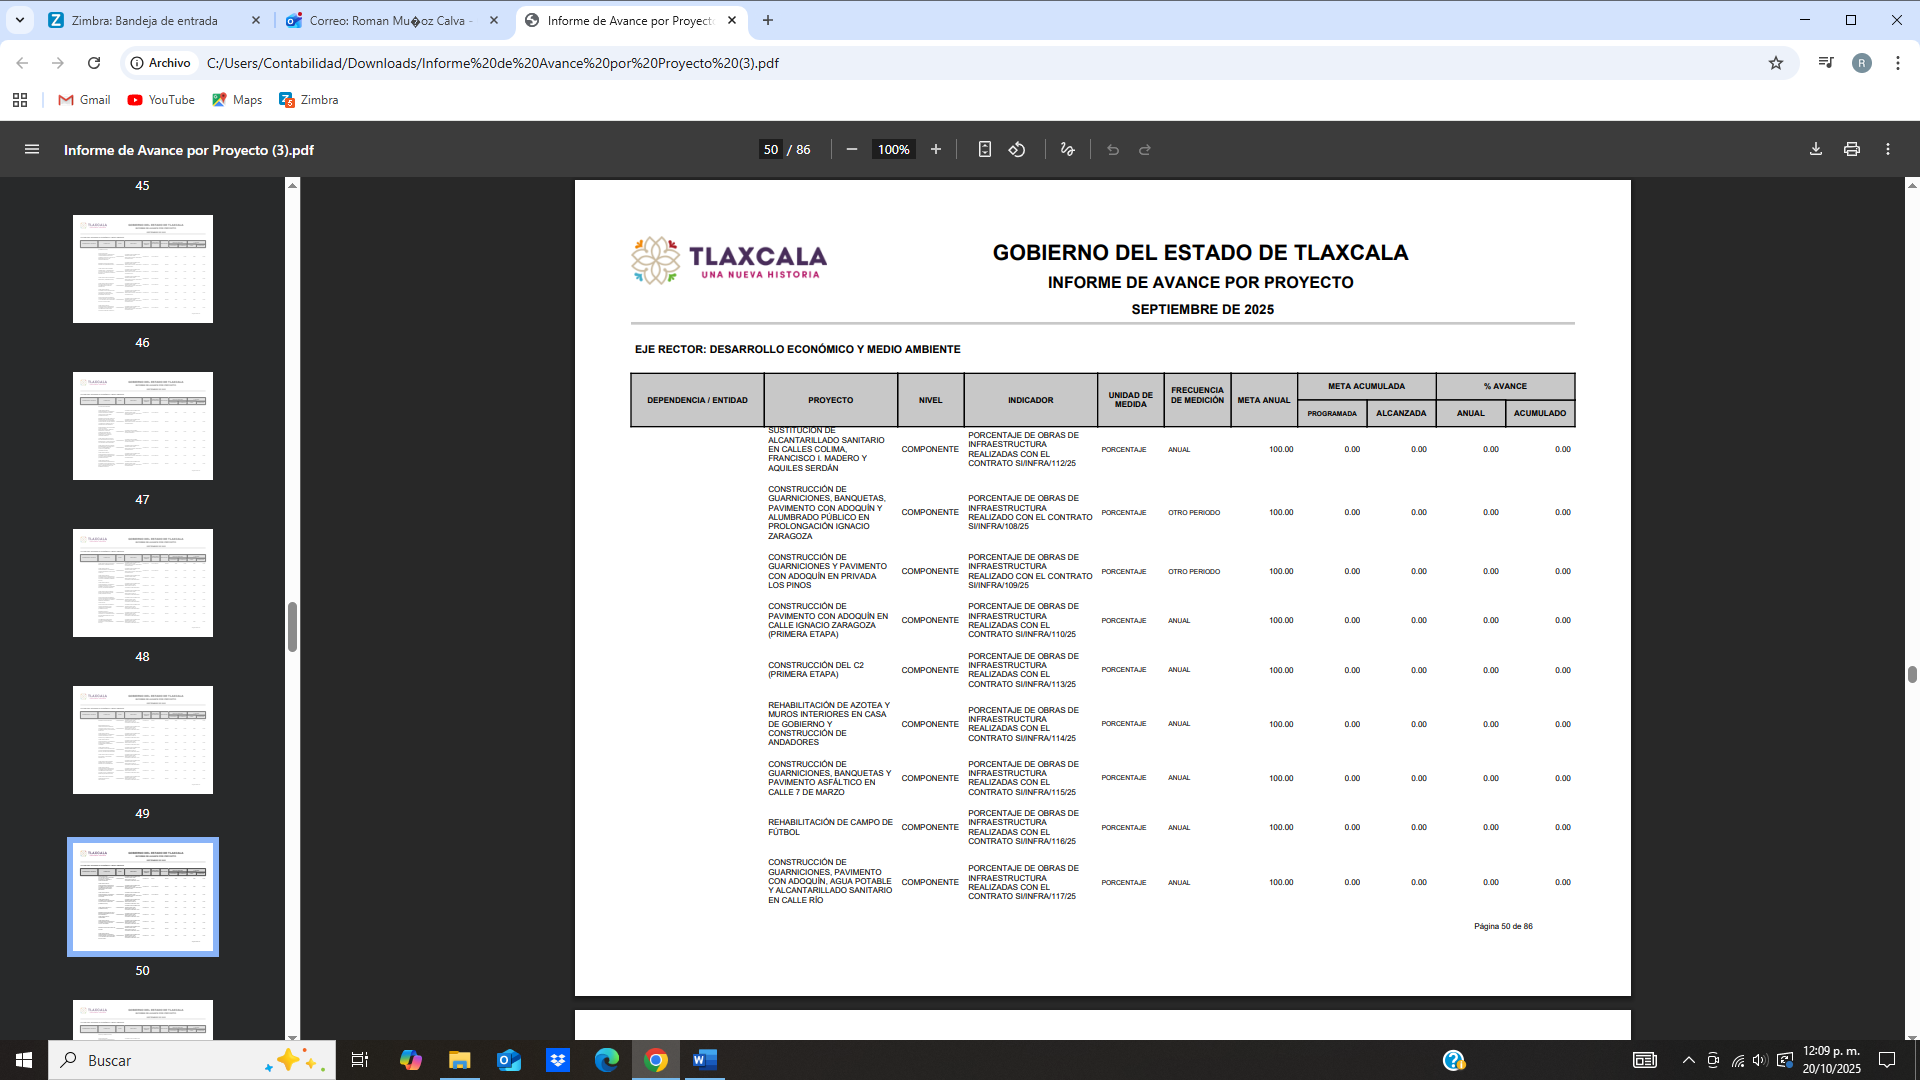 Zimbra: Bandeja de entrada
Correo: Roman Mu�oz Calva -
Informe de Avance por Proyecto
Archivo
C:/Users/Contabilidad/Downloads/Informe%20de%20Avance%20por%20Proyecto%20(3).pdf
R
Gmail
YouTube
Maps
Zimbra
Informe de Avance por Proyecto (3).pdf
50 / 86
100%
45
46
47
48
49
50
TLAXCALA
UNA NUEVA HISTORIA
GOBIERNO DEL ESTADO DE TLAXCALA
INFORME DE AVANCE POR PROYECTO
SEPTIEMBRE DE 2025
EJE RECTOR: DESARROLLO ECONÓMICO Y MEDIO AMBIENTE
DEPENDENCIA / ENTIDAD
PROYECTO
NIVEL
INDICADOR
UNIDAD DE
MEDIDA
FRECUENCIA
DE MEDICIÓN
META ANUAL
META ACUMULADA
PROGRAMADA
ALCANZADA
% AVANCE
ANUAL
ACUMULADO
SUSTITUCIÓN DE
ALCANTARILLADO SANITARIO
EN CALLES COLIMA,
FRANCISCO I. MADERO Y
AQUILES SERDÁN
COMPONENTE
PORCENTAJE DE OBRAS DE
INFRAESTRUCTURA
REALIZADAS CON EL
CONTRATO SI/INFRA/112/25
PORCENTAJE
ANUAL
100.00
0.00
0.00
0.00
0.00
CONSTRUCCIÓN DE
GUARNICIONES, BANQUETAS,
PAVIMENTO CON ADOQUÍN Y
ALUMBRADO PÚBLICO EN
PROLONGACIÓN IGNACIO
ZARAGOZA
COMPONENTE
PORCENTAJE DE OBRAS DE
INFRAESTRUCTURA
REALIZADO CON EL CONTRATO
SI/INFRA/108/25
PORCENTAJE
OTRO PERIODO
100.00
0.00
0.00
0.00
0.00
CONSTRUCCIÓN DE
GUARNICIONES Y PAVIMENTO
CON ADOQUÍN EN PRIVADA
LOS PINOS
COMPONENTE
PORCENTAJE DE OBRAS DE
INFRAESTRUCTURA
REALIZADO CON EL CONTRATO
SI/INFRA/109/25
PORCENTAJE
OTRO PERIODO
100.00
0.00
0.00
0.00
0.00
CONSTRUCCIÓN DE
PAVIMENTO CON ADOQUÍN EN
CALLE IGNACIO ZARAGOZA
(PRIMERA ETAPA)
COMPONENTE
PORCENTAJE DE OBRAS DE
INFRAESTRUCTURA
REALIZADAS CON EL
CONTRATO SI/INFRA/110/25
PORCENTAJE
ANUAL
100.00
0.00
0.00
0.00
0.00
CONSTRUCCIÓN DEL C2
(PRIMERA ETAPA)
COMPONENTE
PORCENTAJE DE OBRAS DE
INFRAESTRUCTURA
REALIZADAS CON EL
CONTRATO SI/INFRA/113/25
PORCENTAJE
ANUAL
100.00
0.00
0.00
0.00
0.00
REHABILITACIÓN DE AZOTEA Y
MUROS INTERIORES EN CASA
DE GOBIERNO Y
CONSTRUCCIÓN DE
ANDADORES
COMPONENTE
PORCENTAJE DE OBRAS DE
INFRAESTRUCTURA
REALIZADAS CON EL
CONTRATO SI/INFRA/114/25
PORCENTAJE
ANUAL
100.00
0.00
0.00
0.00
0.00
CONSTRUCCIÓN DE
GUARNICIONES, BANQUETAS Y
PAVIMENTO ASFÁLTICO EN
CALLE 7 DE MARZO
COMPONENTE
PORCENTAJE DE OBRAS DE
INFRAESTRUCTURA
REALIZADAS CON EL
CONTRATO SI/INFRA/115/25
PORCENTAJE
ANUAL
100.00
0.00
0.00
0.00
0.00
REHABILITACIÓN DE CAMPO DE
FÚTBOL
COMPONENTE
PORCENTAJE DE OBRAS DE
INFRAESTRUCTURA
REALIZADAS CON EL
CONTRATO SI/INFRA/116/25
PORCENTAJE
ANUAL
100.00
0.00
0.00
0.00
0.00
CONSTRUCCIÓN DE
GUARNICIONES, PAVIMENTO
CON ADOQUÍN, AGUA POTABLE
Y ALCANTARILLADO SANITARIO
EN CALLE RÍO
COMPONENTE
PORCENTAJE DE OBRAS DE
INFRAESTRUCTURA
REALIZADAS CON EL
CONTRATO SI/INFRA/117/25
PORCENTAJE
ANUAL
100.00
0.00
0.00
0.00
0.00
Página 50 de 86
Buscar
12:09 p. m.
20/10/2025